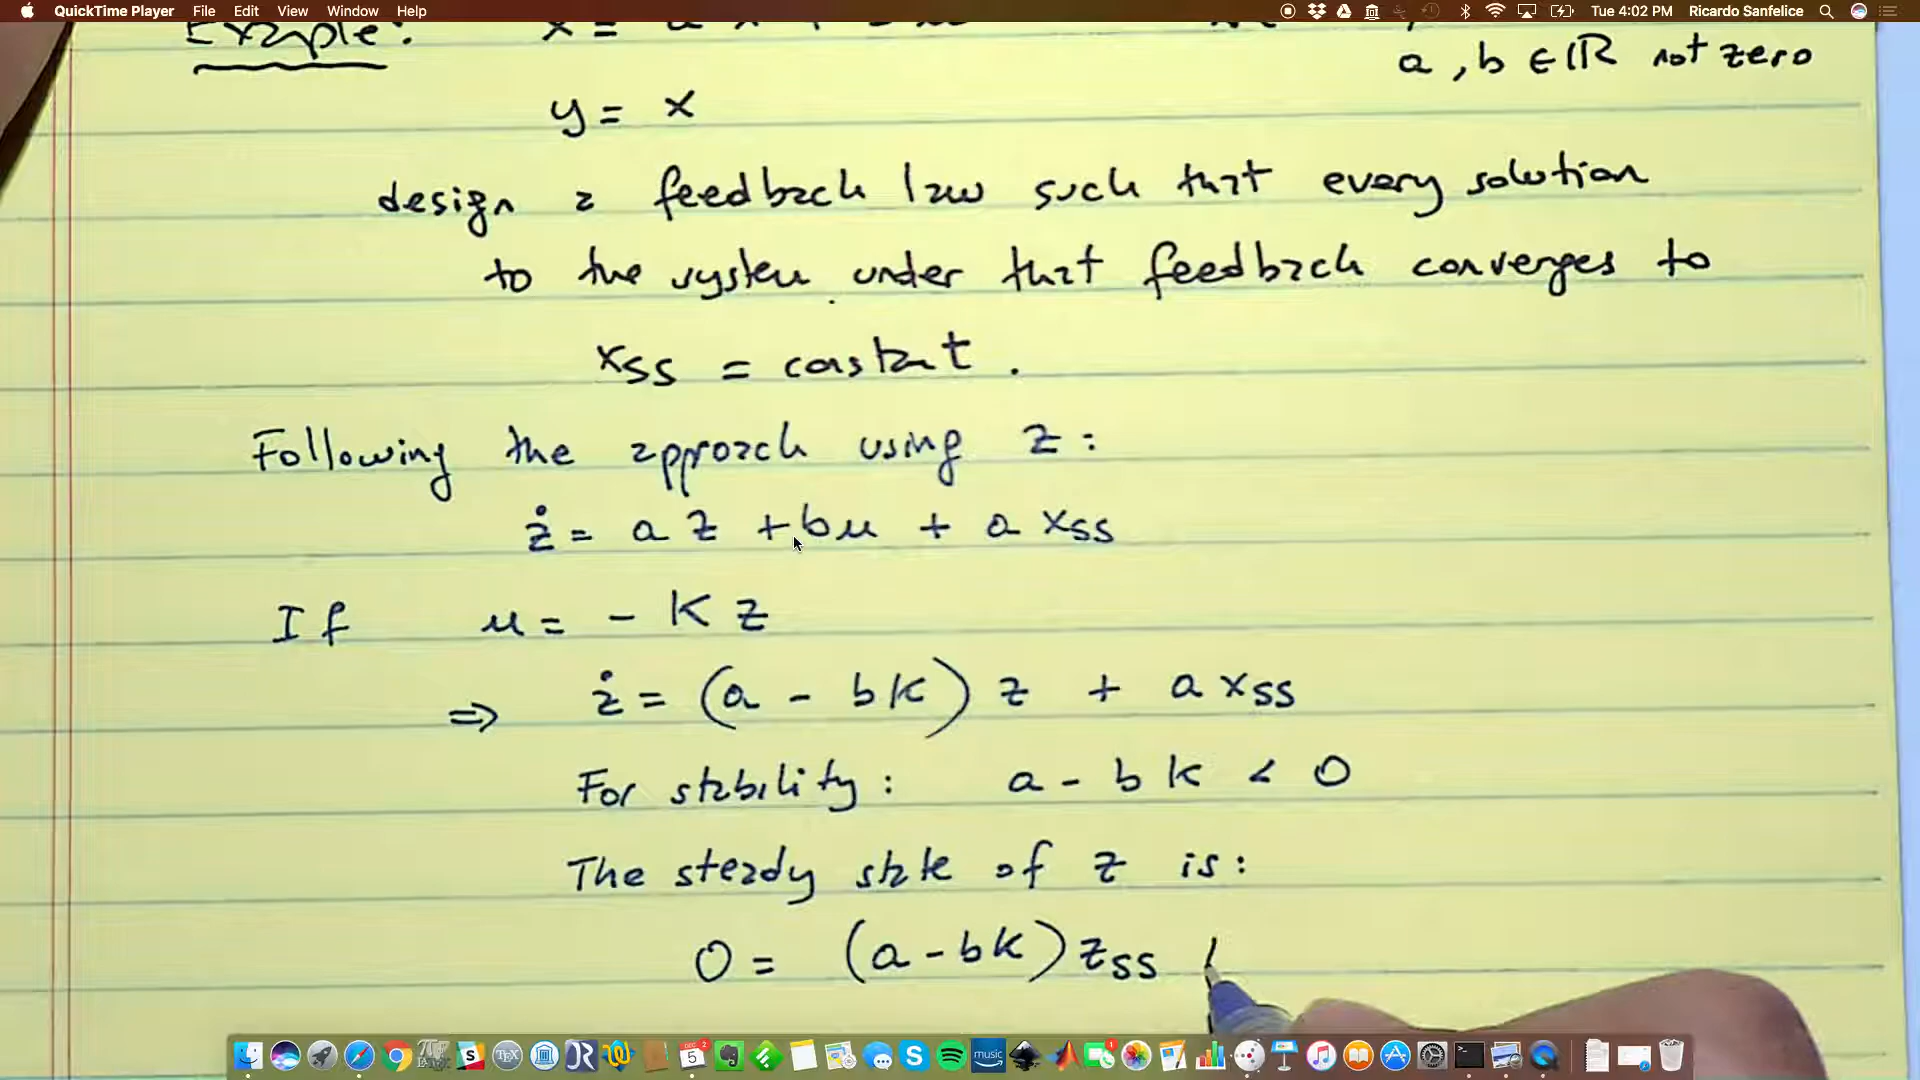 QuickTime Player File Edit View Window Help Tue 4:02 PM Ricardo Sanfelice
Example:
a, b ∈ ℝ not zero
y = x
design a feedback law such that every solution
to the system under that feedback converges to
xss = constant.
Following the approach using z:
ż = a z + bu + a xss
If u = - K z
⇒ ż = (a - bK) z + a xss
For stability: a - b K < 0
The steady state of z is:
0 = (a - bK) zss